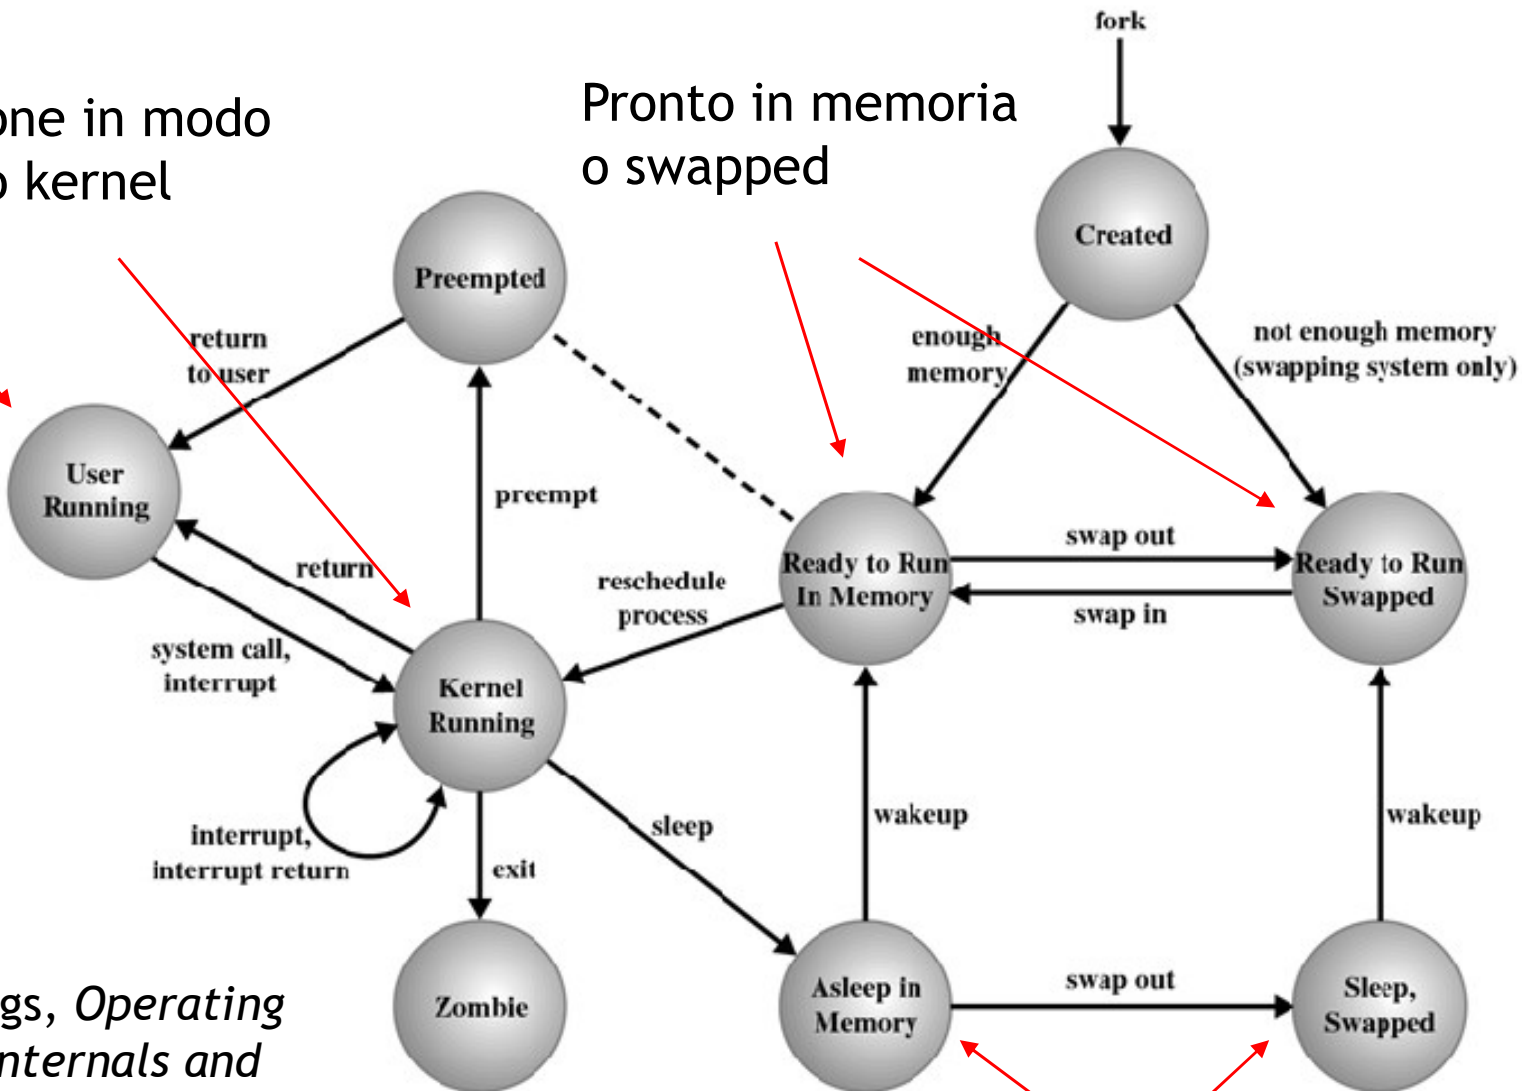 fork
one in modo
o kernel
Pronto in memoria
o swapped
Created
Preempted
return
to user
enough
memory
not enough memory
(swapping system only)
User
Running
preempt
return
reschedule
process
Ready to Run
In Memory
swap out
swap in
Ready to Run
Swapped
system call,
interrupt
Kernel
Running
interrupt,
interrupt return
exit
sleep
wakeup
wakeup
Zombie
Asleep in
Memory
swap out
Sleep,
Swapped
gs, Operating
nternals and